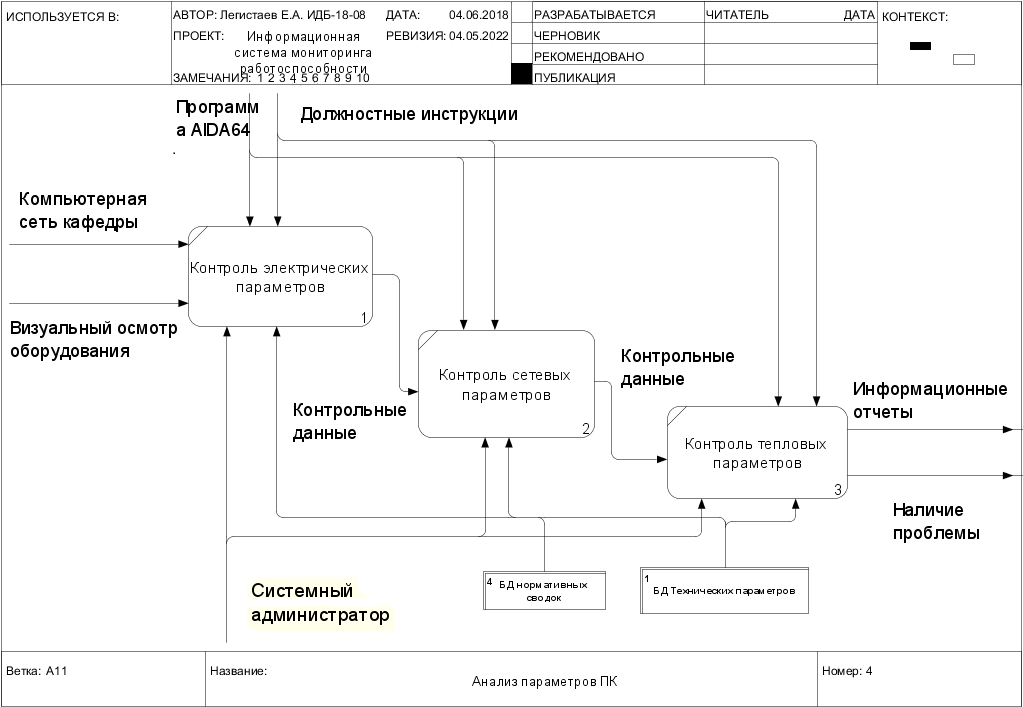 ИСПОЛЬЗУЕТСЯ В:
АВТОР: Легистаев Е.А. ИДБ-18-08
ДАТА: 04.06.2018
РАЗРАБАТЫВАЕТСЯ
ЧИТАТЕЛЬ
ДАТА
КОНТЕКСТ:
ПРОЕКТ: Информационная
система мониторинга
работоспособности
РЕВИЗИЯ: 04.05.2022
ЧЕРНОВИК
РЕКОМЕНДОВАНО
ЗАМЕЧАНИЯ: 1 2 3 4 5 6 7 8 9 10
ПУБЛИКАЦИЯ
Программ
а AIDA64
.
Должностные инструкции
Компьютерная
сеть кафедры
Контроль электрических
параметров
1
Визуальный осмотр
оборудования
Контрольные
данные
Контроль сетевых
параметров
2
Контрольные
данные
Контроль тепловых
параметров
3
Информационные
отчеты
Наличие
проблемы
Системный
администратор
4 БД нормативных
сводок
1
БД Технических параметров
Ветка: A11
Название:
Анализ параметров ПК
Номер: 4